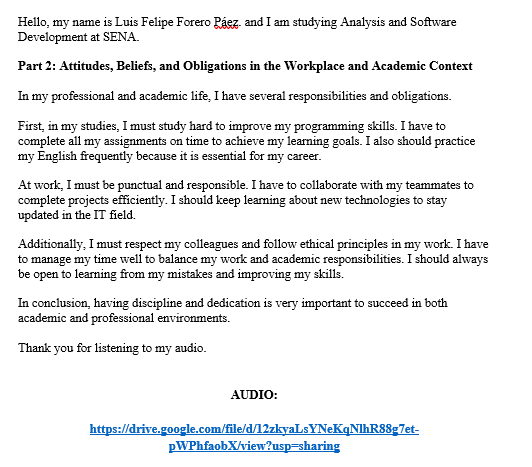 Hello, my name is Luis Felipe Forero Páez. and I am studying Analysis and Software
Development at SENA.
Part 2: Attitudes, Beliefs, and Obligations in the Workplace and Academic Context
In my professional and academic life, I have several responsibilities and obligations.
First, in my studies, I must study hard to improve my programming skills. I have to
complete all my assignments on time to achieve my learning goals. I also should practice
my English frequently because it is essential for my career.
At work, I must be punctual and responsible. I have to collaborate with my teammates to
complete projects efficiently. I should keep learning about new technologies to stay
updated in the IT field.
Additionally, I must respect my colleagues and follow ethical principles in my work. I have
to manage my time well to balance my work and academic responsibilities. I should always
be open to learning from my mistakes and improving my skills.
In conclusion, having discipline and dedication is very important to succeed in both
academic and professional environments.
Thank you for listening to my audio.
AUDIO:
https://drive.google.com/file/d/12zkyaLsYNeKqNlhR88g7et-
pWPhfaobX/view?usp=sharing